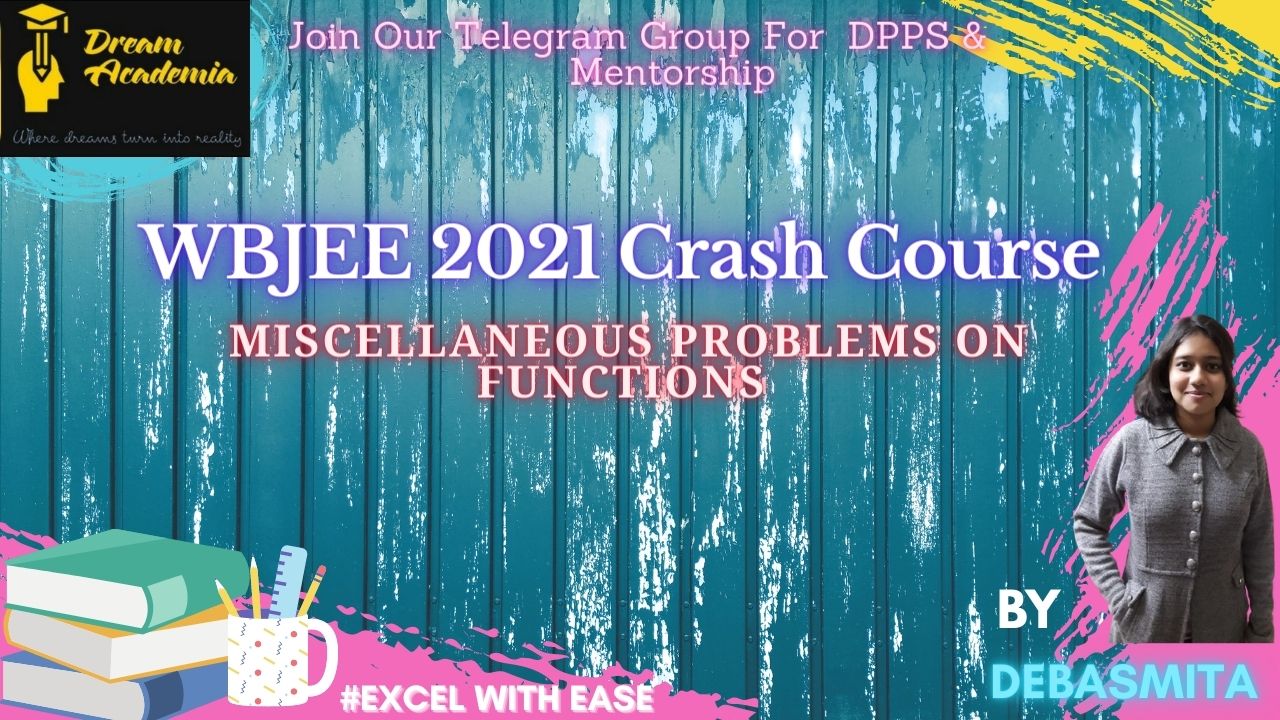 Dream
Academia
Where dreams turn into reality
Join Our Telegram Group For DPPS &
Mentorship
WBJEE 2021 Crash Course
MISCELLANEOUS PROBLEMS ON
FUNCTIONS
BY
DEBASMITA
#EXCEL WITH EASE